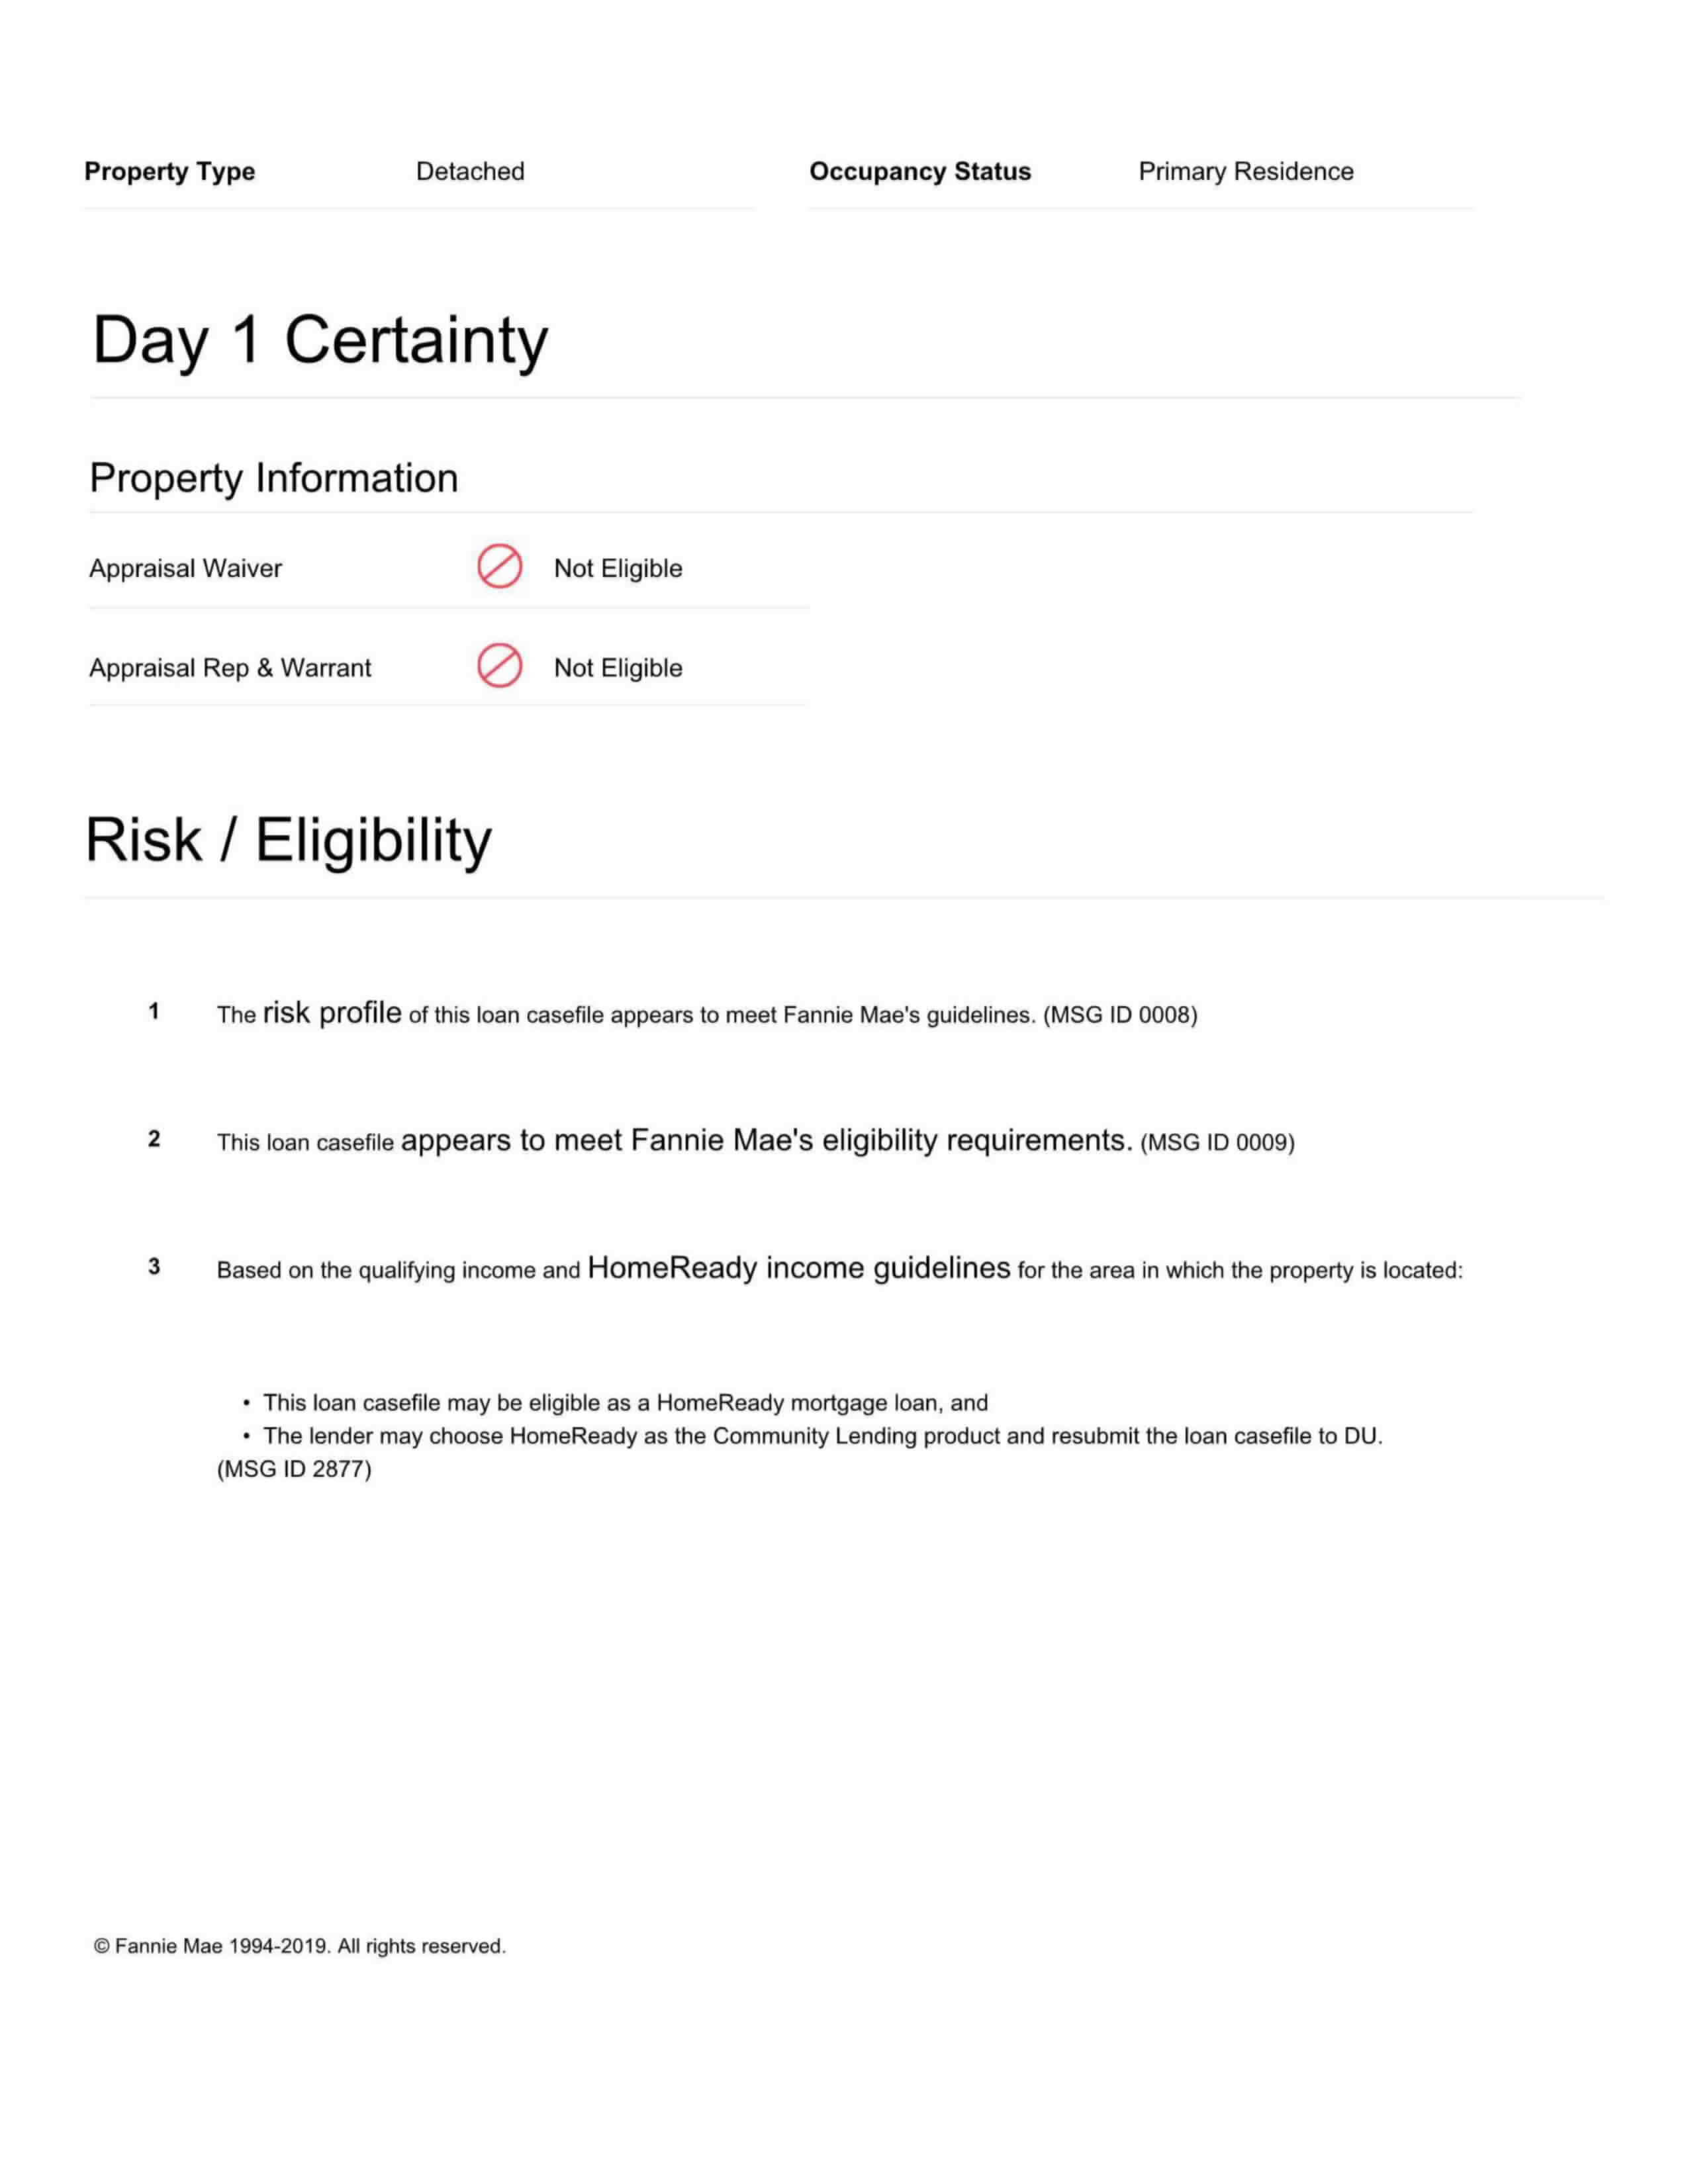 Property Type Detached Occupancy Status Primary Residence
Day 1 Certainty
Property Information
Appraisal Waiver Not Eligible
Appraisal Rep & Warrant Not Eligible
Risk / Eligibility
1 The risk profile of this loan casefile appears to meet Fannie Mae's guidelines. (MSG ID 0008)
2 This loan casefile appears to meet Fannie Mae's eligibility requirements. (MSG ID 0009)
3 Based on the qualifying income and HomeReady income guidelines for the area in which the property is located:
• This loan casefile may be eligible as a HomeReady mortgage loan, and
• The lender may choose HomeReady as the Community Lending product and resubmit the loan casefile to DU.
(MSG ID 2877)
© Fannie Mae 1994-2019. All rights reserved.